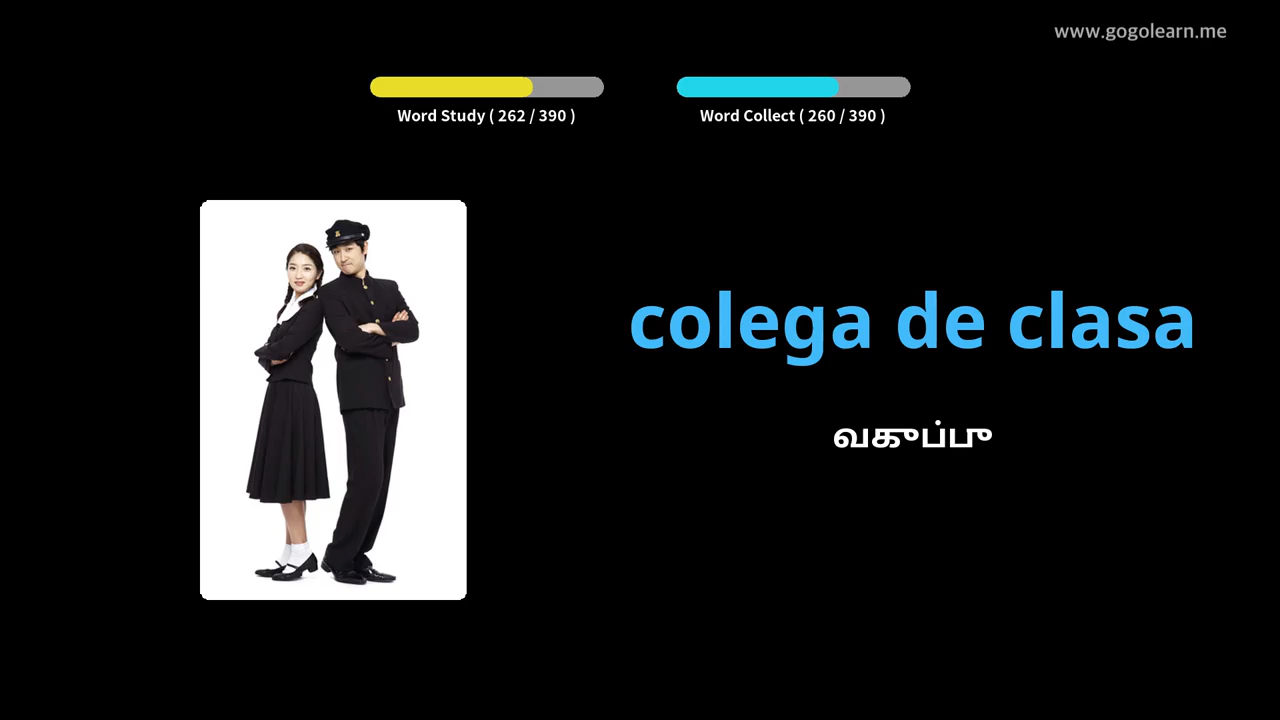 www.gogolearn.me
Word Study ( 262 / 390 )
Word Collect ( 260 / 390 )
colega de clasa
வகுப்பு